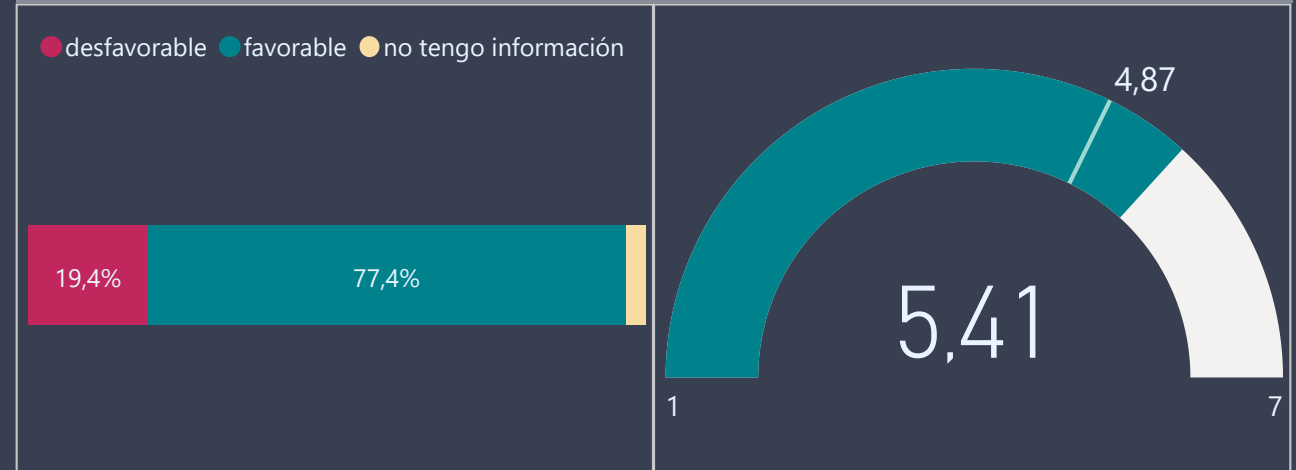 desfavorable favorable no tengo información
19,4% 77,4%
4,87
5,41
1 7